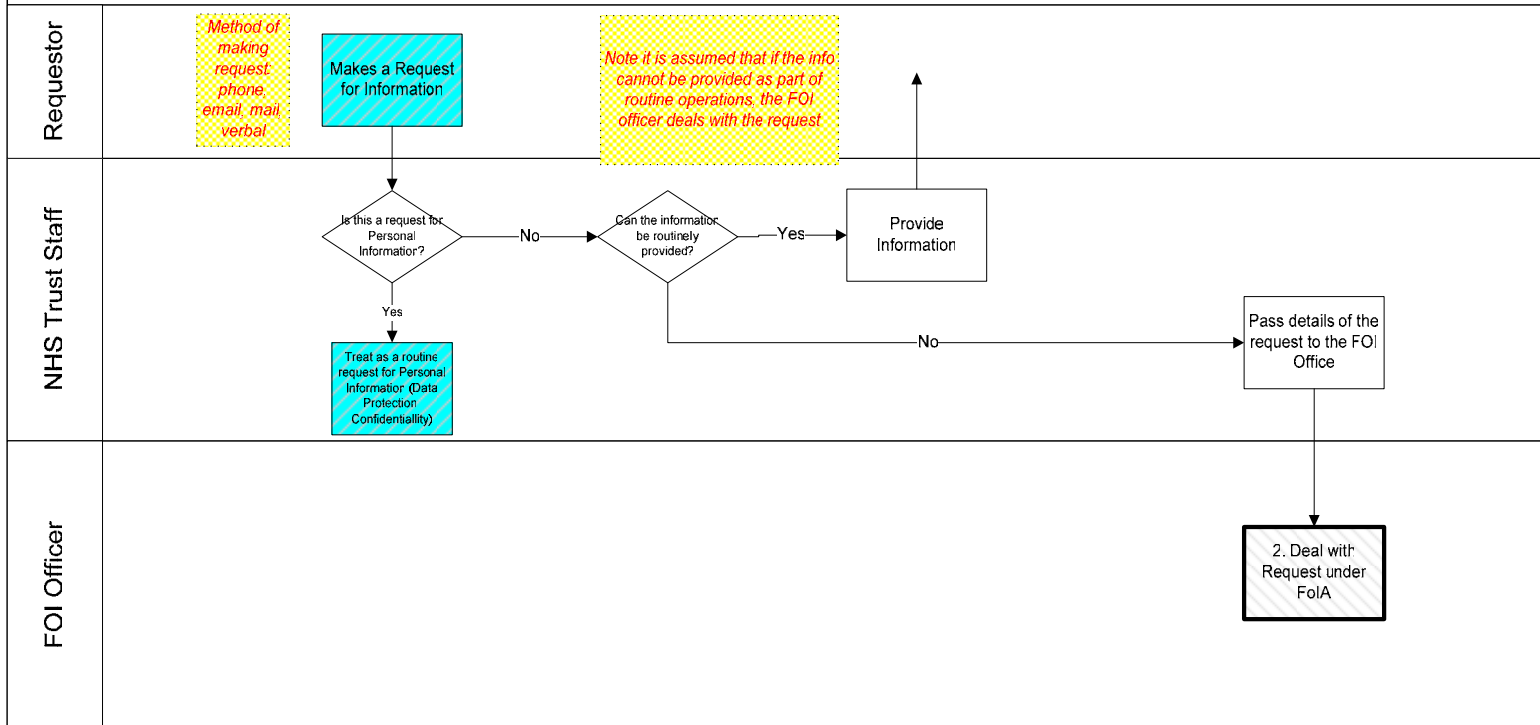 Requestor
Method of
making
request:
phone,
email, mail,
verbal
Makes a Request
for Information
Note it is assumed that if the info
cannot be provided as part of
routine operations, the FOI
officer deals with the request
NHS Trust Staff
Is this a request for
Personal
Information?
No
Can the information
be routinely
provided?
Yes
Provide
Information
Yes
Treat as a routine
request for Personal
Information (Data
Protection
Confidentiallity)
No
Pass details of the
request to the FOI
Office
FOI Officer
2. Deal with
Request under
FoIA